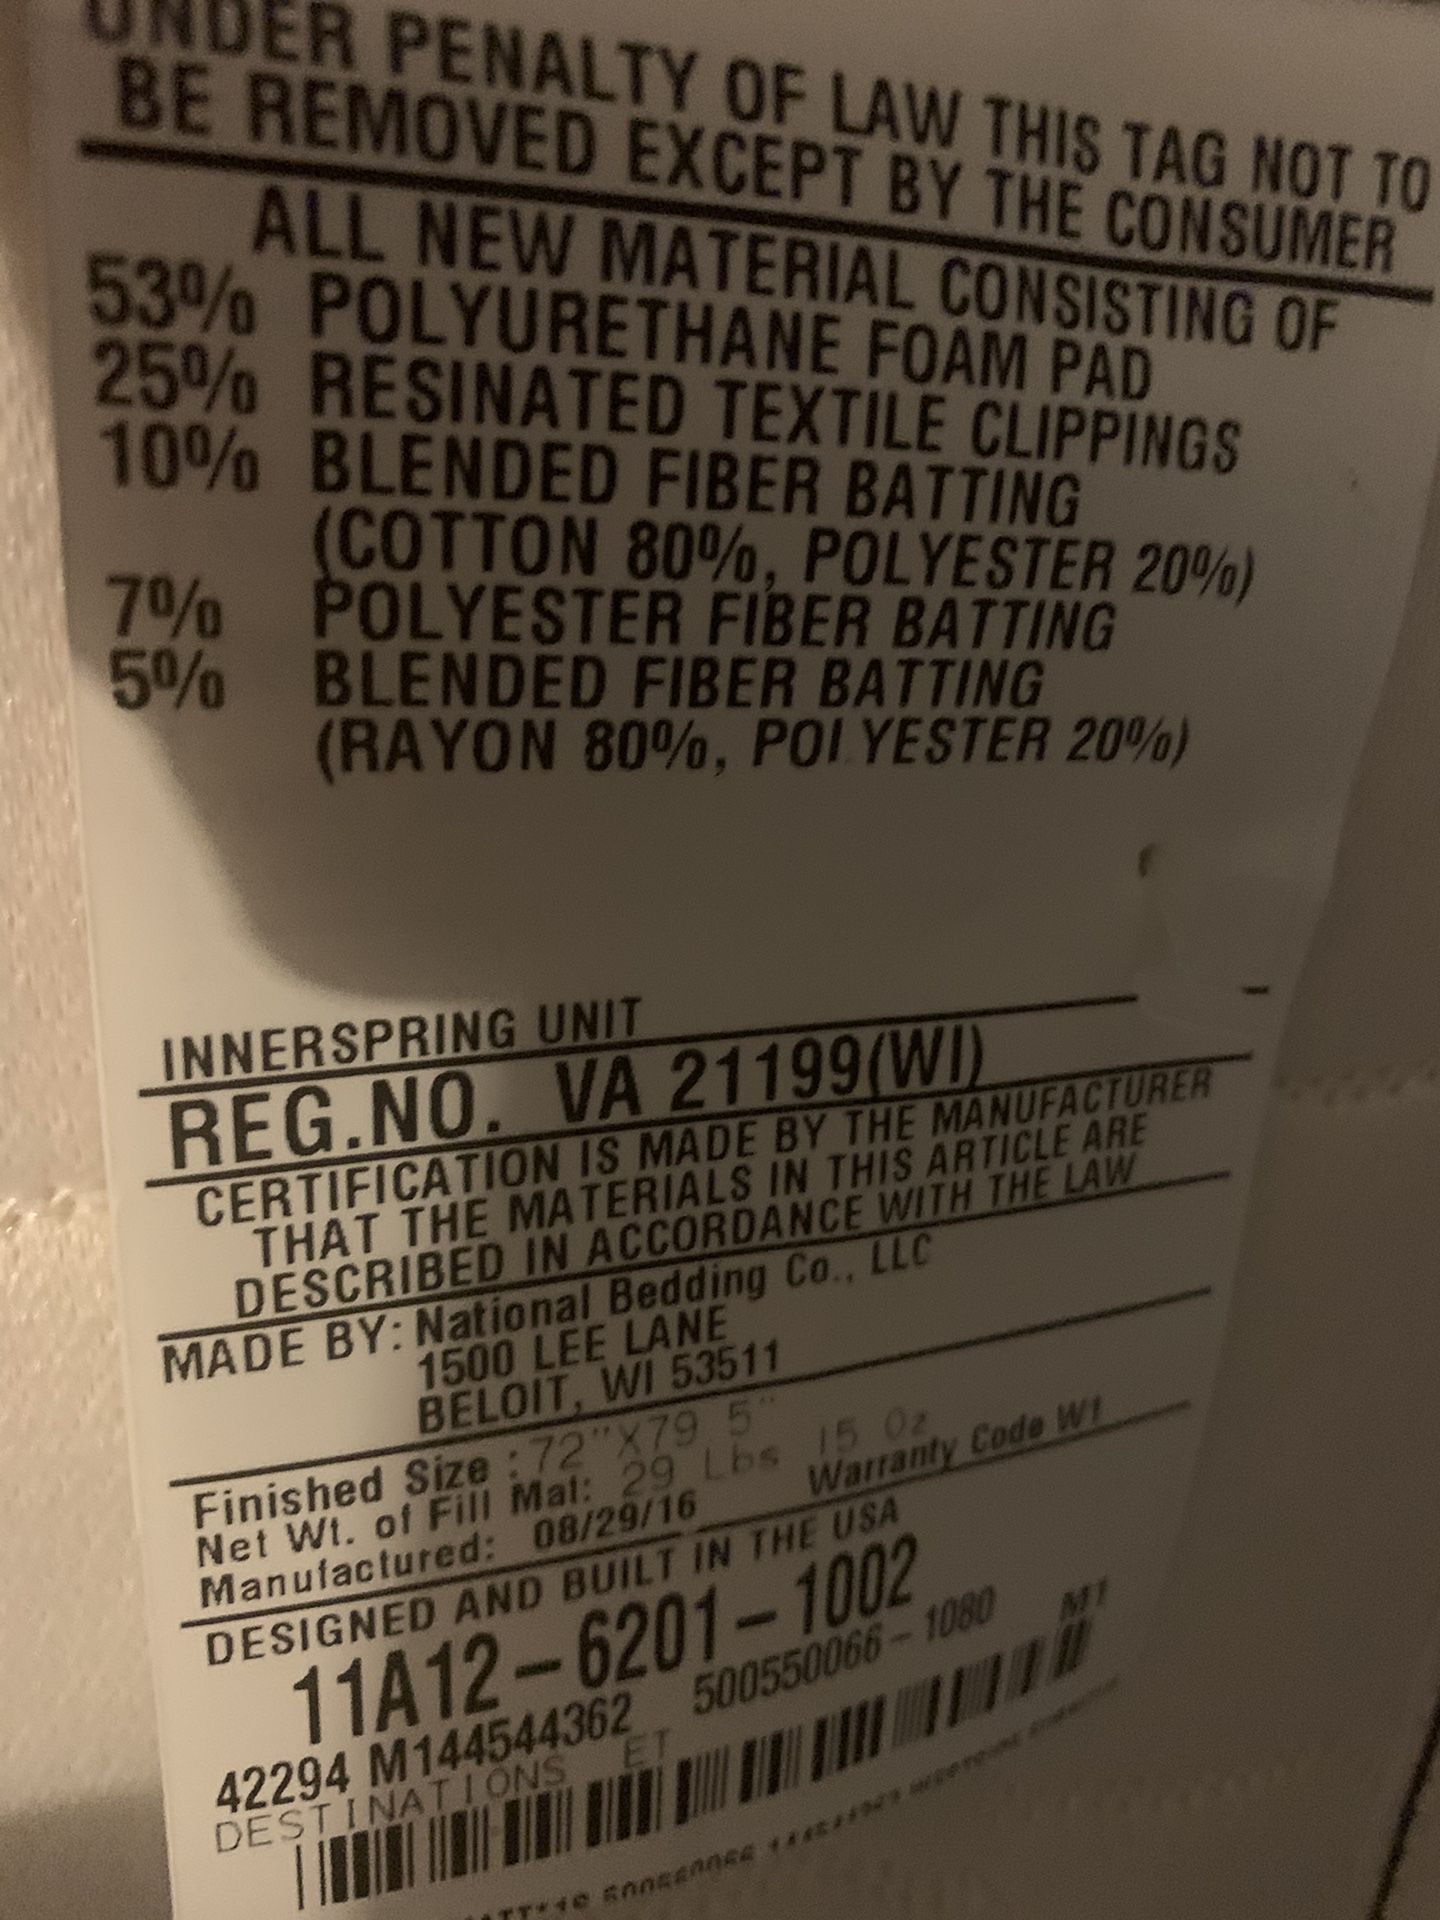 UNDER PENALTY OF LAW THIS TAG NOT TO
BE REMOVED EXCEPT BY THE CONSUMER
ALL NEW MATERIAL CONSISTING OF
53% POLYURETHANE FOAM PAD
25% RESINATED TEXTILE CLIPPINGS
10% BLENDED FIBER BATTING
(COTTON 80%, POLYESTER 20%)
7% POLYESTER FIBER BATTING
5% BLENDED FIBER BATTING
(RAYON 80%, POLYESTER 20%)
INNERSPRING UNIT
REG.NO. VA 21199(WI)
CERTIFICATION IS MADE BY THE MANUFACTURER
THAT THE MATERIALS IN THIS ARTICLE ARE
DESCRIBED IN ACCORDANCE WITH THE LAW
MADE BY: National Bedding Co., LLC
1500 LEE LANE
BELOIT, WI 53511
Finished Size : 72"X79 5"
Net Wt. of Fill Mat: 29 Lbs 15 Oz
Manufactured: 08/29/16 Warranty Code W1
DESIGNED AND BUILT IN THE USA
11A12-6201-1002
42294 M144544362 500550066-1080 M1
DESTINATIONS ET